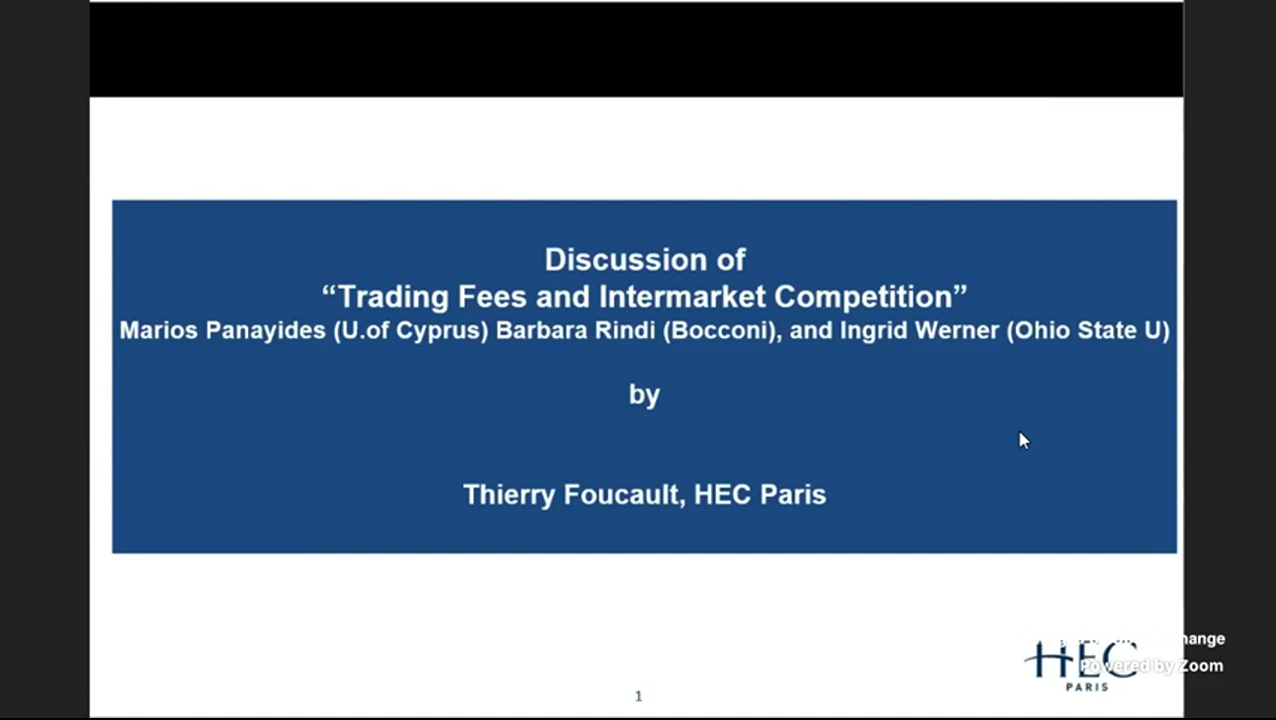 Discussion of
“Trading Fees and Intermarket Competition”
Marios Panayides (U.of Cyprus) Barbara Rindi (Bocconi), and Ingrid Werner (Ohio State U)
by
Thierry Foucault, HEC Paris
HEC
PARIS
Powered by Zoom
1